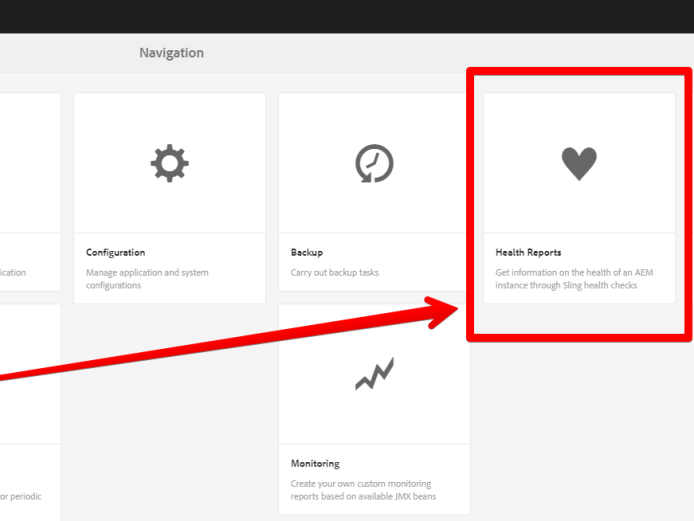 Navigation
Configuration
Manage application and system
configurations
Backup
Carry out backup tasks
Health Reports
Get information on the health of an AEM
instance through Sling health checks
ication
Monitoring
Create your own custom monitoring
reports based on available JMX beans
or periodic